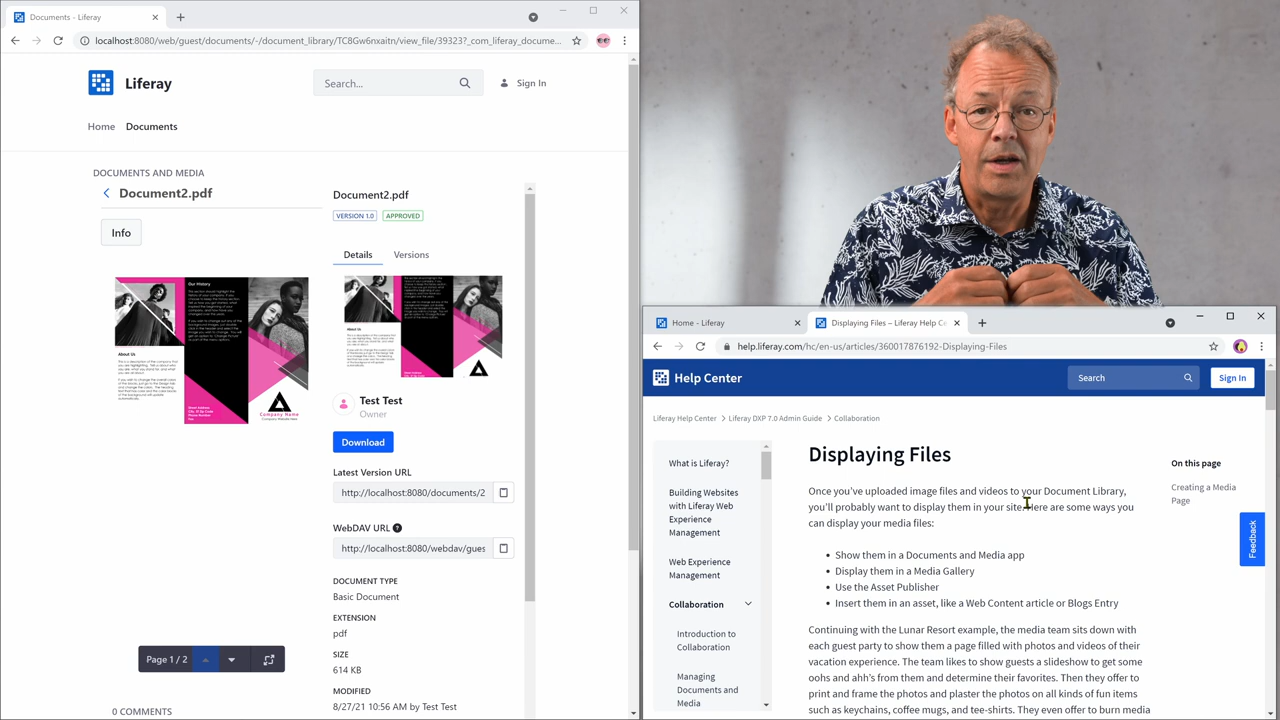 Documents - Liferay
localhost:8080/web/guest/documents/-/document_library/TC8Gw6nxaitn/view_file/39323?_com_liferay_docume...
Liferay
Search...
Sign In
Home
Documents
DOCUMENTS AND MEDIA
Document2.pdf
Info
Our History
About Us
Company Name
Document2.pdf
VERSION 1.0
APPROVED
Details
Versions
About Us
Test Test
Owner
Download
Latest Version URL
http://localhost:8080/documents/2
WebDAV URL
http://localhost:8080/webdav/gues
DOCUMENT TYPE
Basic Document
EXTENSION
pdf
SIZE
614 KB
MODIFIED
8/27/21 10:56 AM by Test Test
Page 1 / 2
0 COMMENTS
Home - Liferay
Displaying Files
help.liferay.com/hc/en-us/articles/360017876192-Displaying-Files
Help Center
Search
Sign In
Liferay Help Center
Liferay DXP 7.0 Admin Guide
Collaboration
What is Liferay?
Building Websites
with Liferay Web
Experience
Management
Web Experience
Management
Collaboration
Introduction to
Collaboration
Managing
Documents and
Media
Displaying Files
Once you've uploaded image files and videos to your Document Library,
you'll probably want to display them in your site. Here are some ways you
can display your media files:
Show them in a Documents and Media app
Display them in a Media Gallery
Use the Asset Publisher
Insert them in an asset, like a Web Content article or Blogs Entry
Continuing with the Lunar Resort example, the media team sits down with
each guest party to show them a page filled with photos and videos of their
vacation experience. The team likes to show guests a slideshow to get some
oohs and ahh's from them and determine their favorites. Then they offer to
print and frame the photos and plaster the photos on all kinds of fun items
such as keychains, coffee mugs, and tee-shirts. They even offer to burn media
On this page
Creating a Media
Page
Feedback